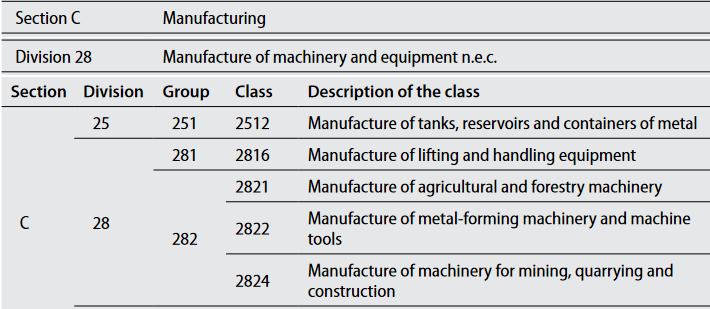 Section C Manufacturing
Division 28 Manufacture of machinery and equipment n.e.c.
Section Division Group Class Description of the class
25 251 2512 Manufacture of tanks, reservoirs and containers of metal
281 2816 Manufacture of lifting and handling equipment
2821 Manufacture of agricultural and forestry machinery
C 28 282 2822 Manufacture of metal-forming machinery and machine
tools
2824 Manufacture of machinery for mining, quarrying and
construction